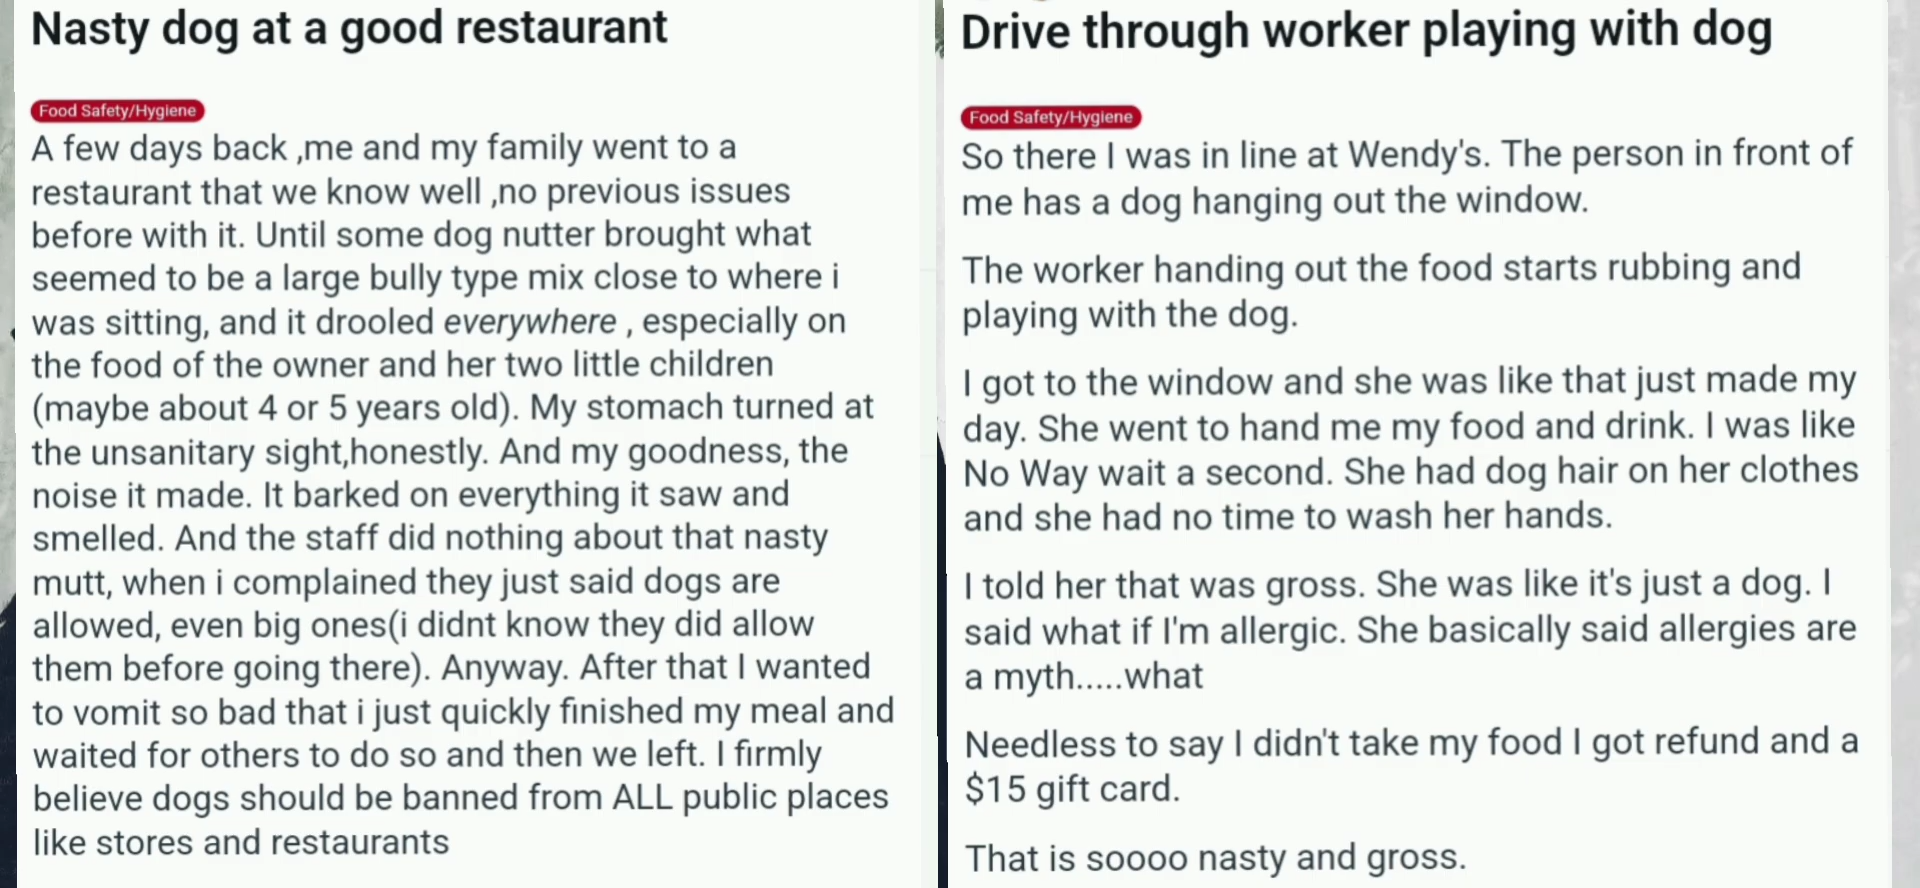 Nasty dog at a good restaurant
Food Safety/Hygiene
A few days back ,me and my family went to a
restaurant that we know well ,no previous issues
before with it. Until some dog nutter brought what
seemed to be a large bully type mix close to where i
was sitting, and it drooled everywhere , especially on
the food of the owner and her two little children
(maybe about 4 or 5 years old). My stomach turned at
the unsanitary sight,honestly. And my goodness, the
noise it made. It barked on everything it saw and
smelled. And the staff did nothing about that nasty
mutt, when i complained they just said dogs are
allowed, even big ones(i didnt know they did allow
them before going there). Anyway. After that I wanted
to vomit so bad that i just quickly finished my meal and
waited for others to do so and then we left. I firmly
believe dogs should be banned from ALL public places
like stores and restaurants
Drive through worker playing with dog
Food Safety/Hygiene
So there I was in line at Wendy's. The person in front of
me has a dog hanging out the window.
The worker handing out the food starts rubbing and
playing with the dog.
I got to the window and she was like that just made my
day. She went to hand me my food and drink. I was like
No Way wait a second. She had dog hair on her clothes
and she had no time to wash her hands.
I told her that was gross. She was like it's just a dog. I
said what if I'm allergic. She basically said allergies are
a myth.....what
Needless to say I didn't take my food I got refund and a
$15 gift card.
That is soooo nasty and gross.